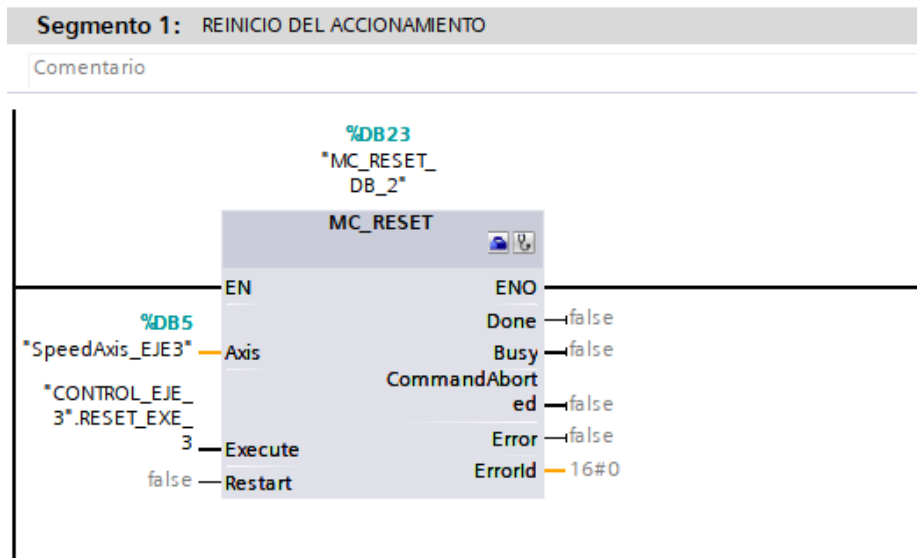 Segmento 1: REINICIO DEL ACCIONAMIENTO
Comentario
%DB23
"MC_RESET_
DB_2"
MC_RESET
EN
ENO
%DB5
"SpeedAxis_EJE3"
Axis
"CONTROL_EJE_
3".RESET_EXE_
3
Execute
false
Restart
Done
false
Busy
false
CommandAbort
ed
false
Error
false
ErrorId
16#0